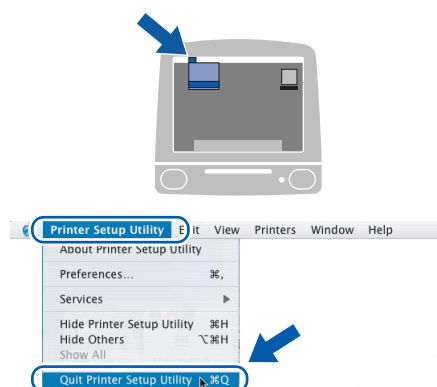 Printer Setup Utility Edit View Printers Window Help
About Printer Setup Utility
Preferences... ⌘,
Services ▶
Hide Printer Setup Utility ⌘H
Hide Others ⌥⌘H
Show All
Quit Printer Setup Utility ⌘Q